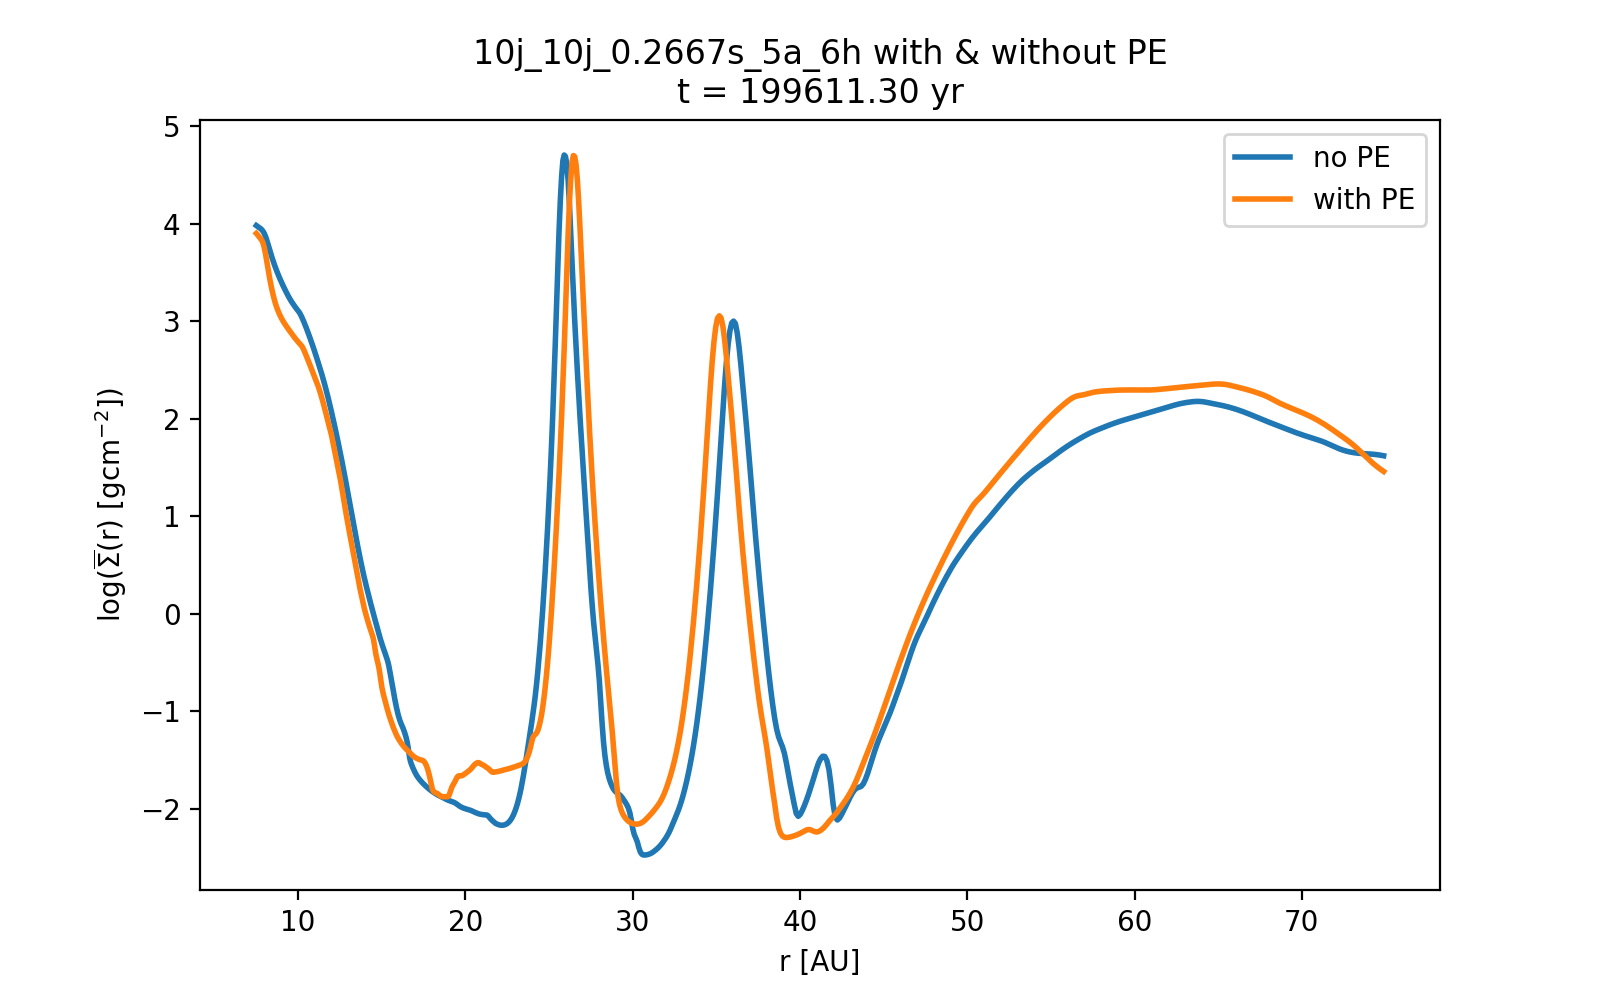 10j_10j_0.2667s_5a_6h with & without PE
t = 199611.30 yr
5
4
3
2
1
0
−1
−2
log(Σ̅(r) [gcm⁻²])
no PE
with PE
10 20 30 40 50 60 70
r [AU]